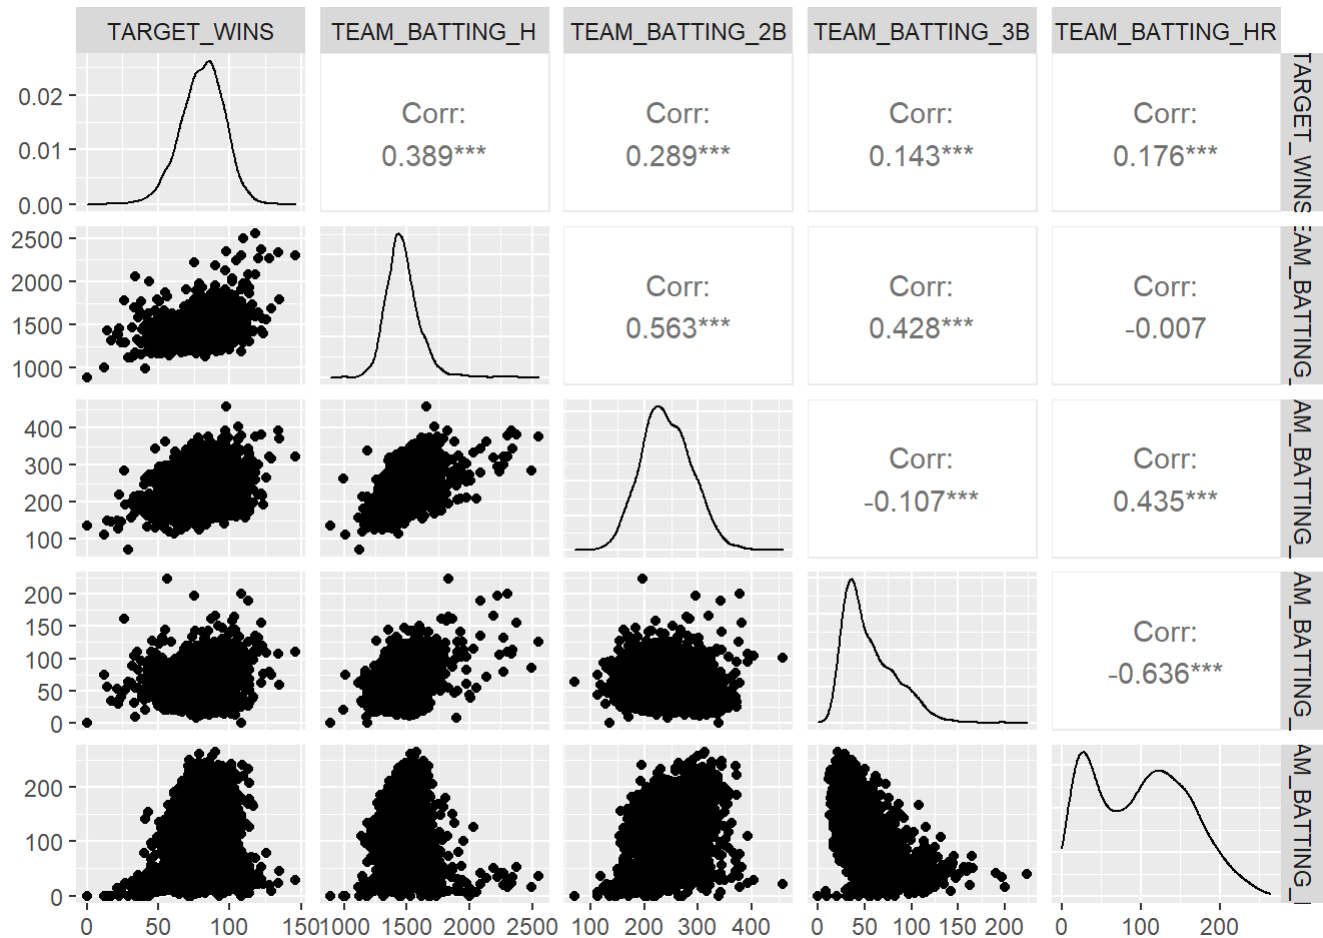 TARGET_WINS TEAM_BATTING_H TEAM_BATTING_2B TEAM_BATTING_3B TEAM_BATTING_HR
0.02
0.01
0.00
Corr:
0.389***
Corr:
0.289***
Corr:
0.143***
Corr:
0.176***
TARGET_WINS
2500
2000
1500
1000
Corr:
0.563***
Corr:
0.428***
Corr:
-0.007
EAM_BATTING_
400
300
200
100
Corr:
-0.107***
Corr:
0.435***
AM_BATTING_
200
150
100
50
0
Corr:
-0.636***
AM_BATTING_
200
100
0
AM_BATTING_
0 50 100 150 1000 1500 2000 2500 100 200 300 400 0 50 100 150 200 0 100 200